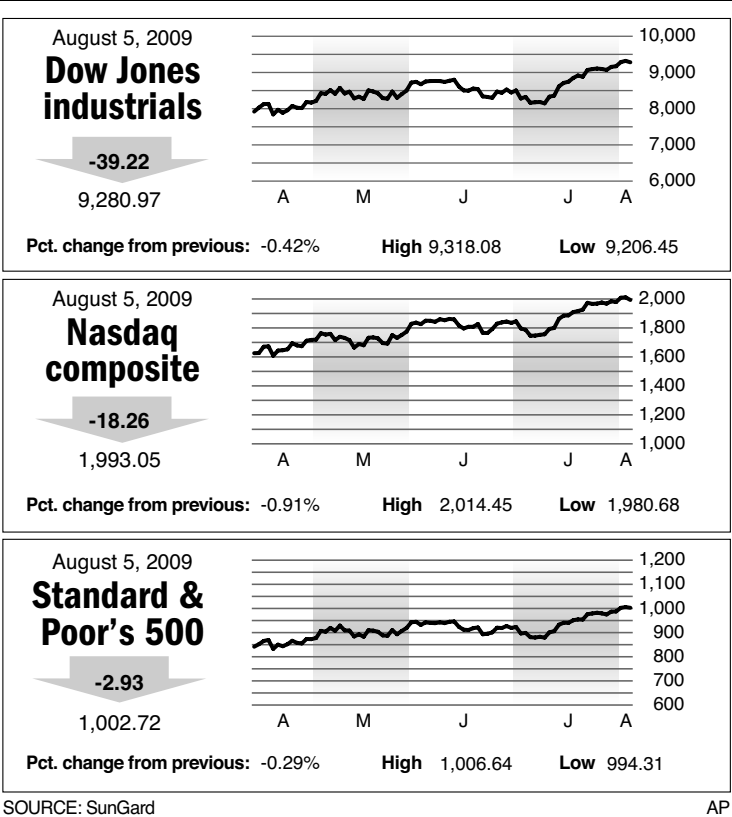 August 5, 2009
Dow Jones
industrials
-39.22
9,280.97
10,000
9,000
8,000
7,000
6,000
A M J J A
Pct. change from previous: -0.42% High 9,318.08 Low 9,206.45
August 5, 2009
Nasdaq
composite
-18.26
1,993.05
2,000
1,800
1,600
1,400
1,200
1,000
A M J J A
Pct. change from previous: -0.91% High 2,014.45 Low 1,980.68
August 5, 2009
Standard &
Poor's 500
-2.93
1,002.72
1,200
1,100
1,000
900
800
700
600
A M J J A
Pct. change from previous: -0.29% High 1,006.64 Low 994.31
SOURCE: SunGard AP